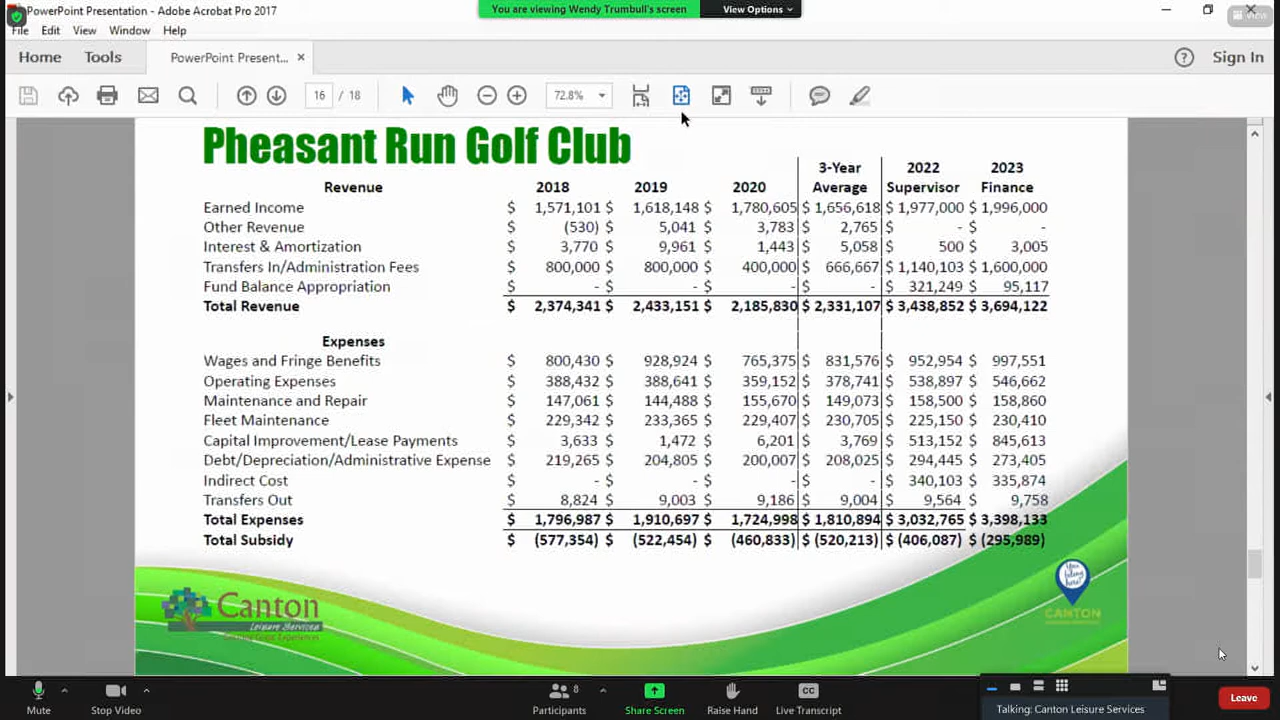 PowerPoint Presentation - Adobe Acrobat Pro 2017
You are viewing Wendy Trumbull's screen
View Options
View
File Edit View Window Help
Home Tools PowerPoint Present... × Sign In
16 / 18 72.8%
Pheasant Run Golf Club
3-Year 2022 2023
Revenue 2018 2019 2020 Average Supervisor Finance
Earned Income $ 1,571,101 $ 1,618,148 $ 1,780,605 $ 1,656,618 $ 1,977,000 $ 1,996,000
Other Revenue $ (530) $ 5,041 $ 3,783 $ 2,765 $ - $ -
Interest & Amortization $ 3,770 $ 9,961 $ 1,443 $ 5,058 $ 500 $ 3,005
Transfers In/Administration Fees $ 800,000 $ 800,000 $ 400,000 $ 666,667 $ 1,140,103 $ 1,600,000
Fund Balance Appropriation $ - $ - $ - $ - $ 321,249 $ 95,117
Total Revenue $ 2,374,341 $ 2,433,151 $ 2,185,830 $ 2,331,107 $ 3,438,852 $ 3,694,122
Expenses
Wages and Fringe Benefits $ 800,430 $ 928,924 $ 765,375 $ 831,576 $ 952,954 $ 997,551
Operating Expenses $ 388,432 $ 388,641 $ 359,152 $ 378,741 $ 538,897 $ 546,662
Maintenance and Repair $ 147,061 $ 144,488 $ 155,670 $ 149,073 $ 158,500 $ 158,860
Fleet Maintenance $ 229,342 $ 233,365 $ 229,407 $ 230,705 $ 225,150 $ 230,410
Capital Improvement/Lease Payments $ 3,633 $ 1,472 $ 6,201 $ 3,769 $ 513,152 $ 845,613
Debt/Depreciation/Administrative Expense $ 219,265 $ 204,805 $ 200,007 $ 208,025 $ 294,445 $ 273,405
Indirect Cost $ - $ - $ - $ - $ 340,103 $ 335,874
Transfers Out $ 8,824 $ 9,003 $ 9,186 $ 9,004 $ 9,564 $ 9,758
Total Expenses $ 1,796,987 $ 1,910,697 $ 1,724,998 $ 1,810,894 $ 3,032,765 $ 3,398,133
Total Subsidy $ (577,354) $ (522,454) $ (460,833) $ (520,213) $ (406,087) $ (295,989)
Canton
Leisure Services
You belong here!
CANTON
Mute Stop Video Participants 8 Share Screen Raise Hand CC Live Transcript Leave
Talking: Canton Leisure Services